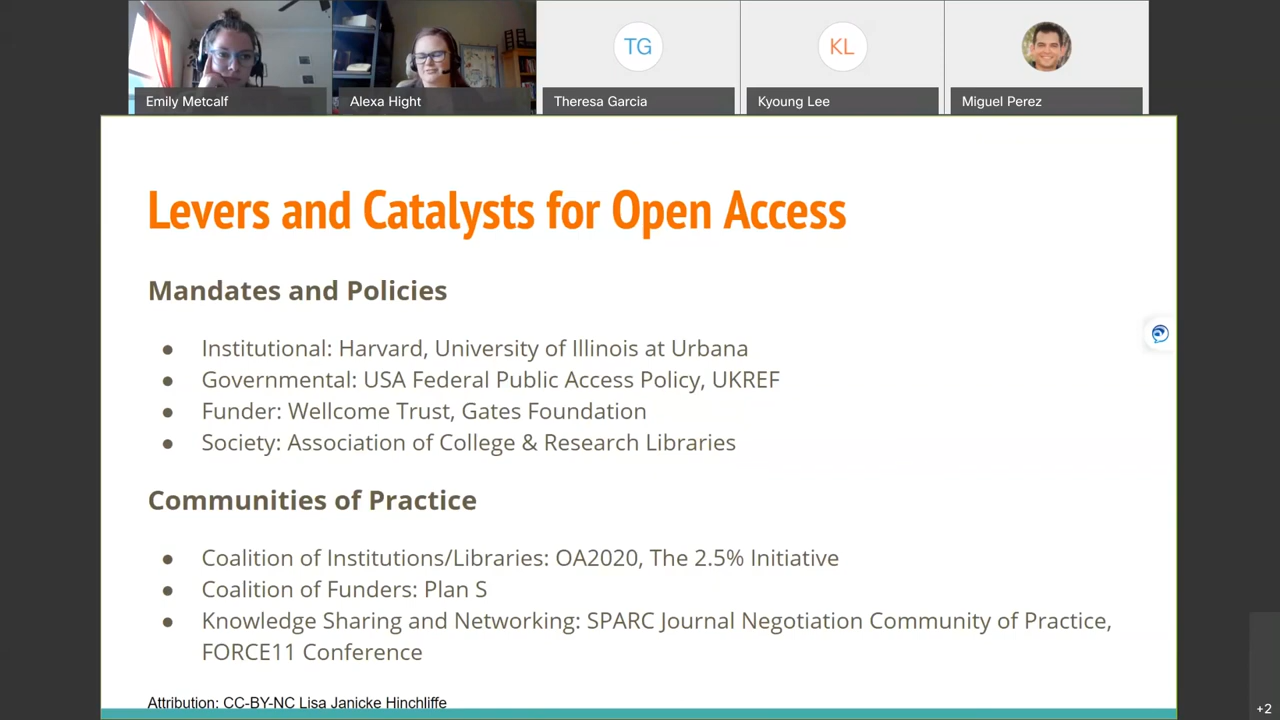 TG
KL
Emily Metcalf
Alexa Hight
Theresa Garcia
Kyoung Lee
Miguel Perez
Levers and Catalysts for Open Access
Mandates and Policies
● Institutional: Harvard, University of Illinois at Urbana
● Governmental: USA Federal Public Access Policy, UKREF
● Funder: Wellcome Trust, Gates Foundation
● Society: Association of College & Research Libraries
Communities of Practice
● Coalition of Institutions/Libraries: OA2020, The 2.5% Initiative
● Coalition of Funders: Plan S
● Knowledge Sharing and Networking: SPARC Journal Negotiation Community of Practice,
FORCE11 Conference
Attribution: CC-BY-NC Lisa Janicke Hinchliffe
+2